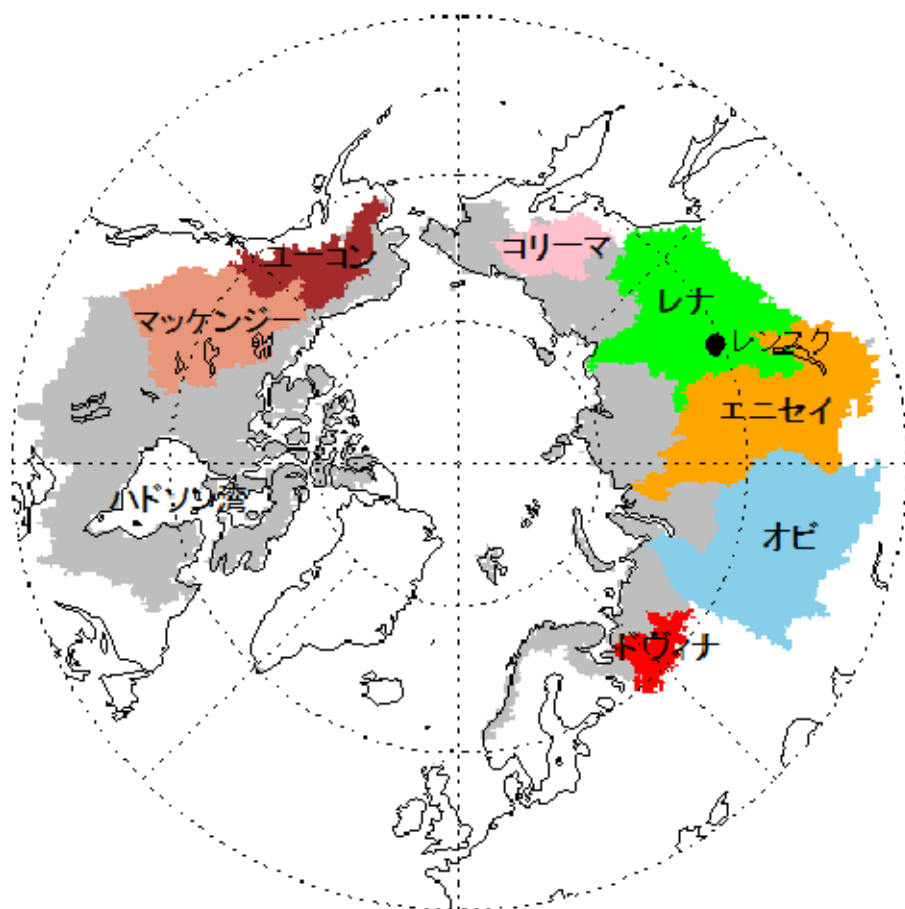 コリーマ
ユーコン
レナ
マッケンジー
レンスク
エニセイ
ハドソン湾
オビ
ドヴィナ